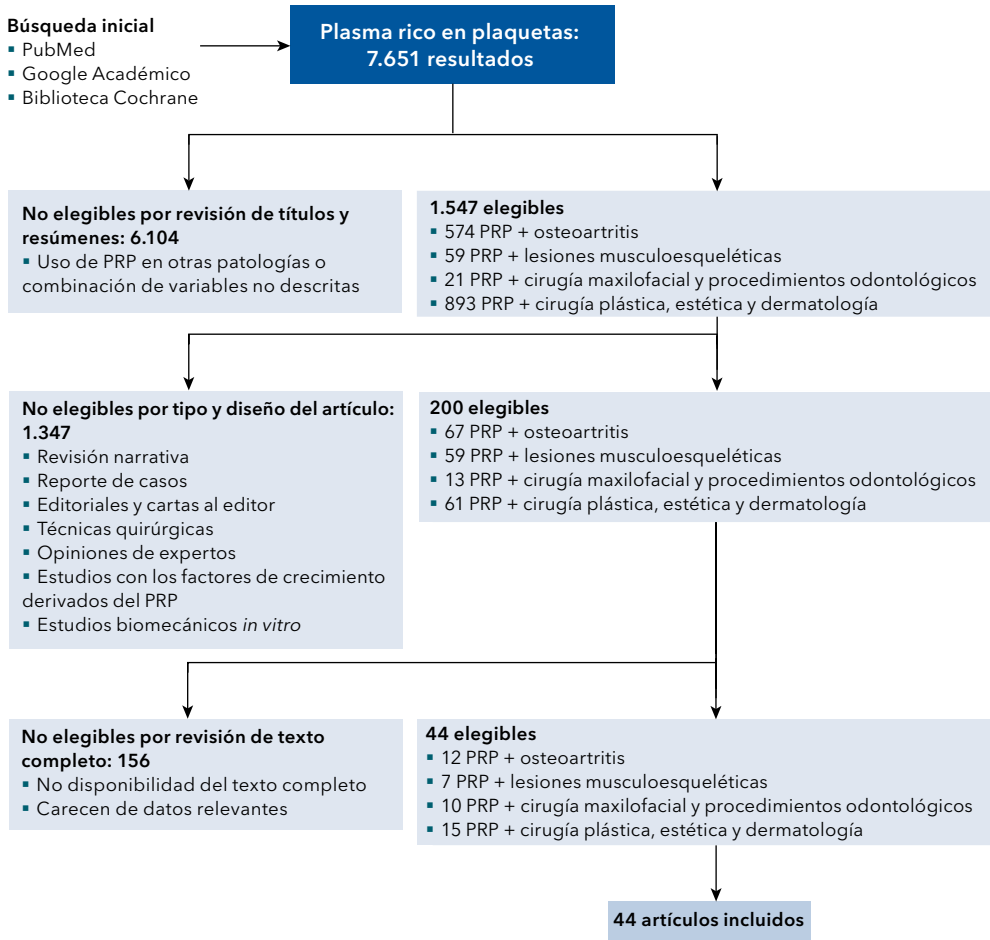 Búsqueda inicial
▪ PubMed
▪ Google Académico
▪ Biblioteca Cochrane
Plasma rico en plaquetas:
7.651 resultados
No elegibles por revisión de títulos y
resúmenes: 6.104
▪ Uso de PRP en otras patologías o
combinación de variables no descritas
1.547 elegibles
▪ 574 PRP + osteoartritis
▪ 59 PRP + lesiones musculoesqueléticas
▪ 21 PRP + cirugía maxilofacial y procedimientos odontológicos
▪ 893 PRP + cirugía plástica, estética y dermatología
No elegibles por tipo y diseño del artículo:
1.347
▪ Revisión narrativa
▪ Reporte de casos
▪ Editoriales y cartas al editor
▪ Técnicas quirúrgicas
▪ Opiniones de expertos
▪ Estudios con los factores de crecimiento
derivados del PRP
▪ Estudios biomecánicos in vitro
200 elegibles
▪ 67 PRP + osteoartritis
▪ 59 PRP + lesiones musculoesqueléticas
▪ 13 PRP + cirugía maxilofacial y procedimientos odontológicos
▪ 61 PRP + cirugía plástica, estética y dermatología
No elegibles por revisión de texto
completo: 156
▪ No disponibilidad del texto completo
▪ Carecen de datos relevantes
44 elegibles
▪ 12 PRP + osteoartritis
▪ 7 PRP + lesiones musculoesqueléticas
▪ 10 PRP + cirugía maxilofacial y procedimientos odontológicos
▪ 15 PRP + cirugía plástica, estética y dermatología
44 artículos incluidos